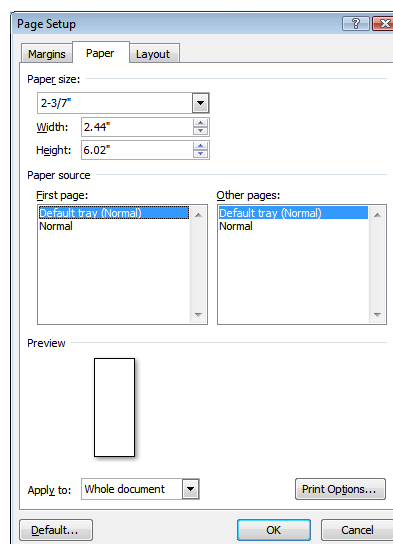 Page Setup
Margins Paper Layout
Paper size:
2-3/7"
Width: 2.44"
Height: 6.02"
Paper source
First page: Other pages:
Default tray (Normal) Default tray (Normal)
Normal Normal
Preview
Apply to: Whole document Print Options...
Default... OK Cancel